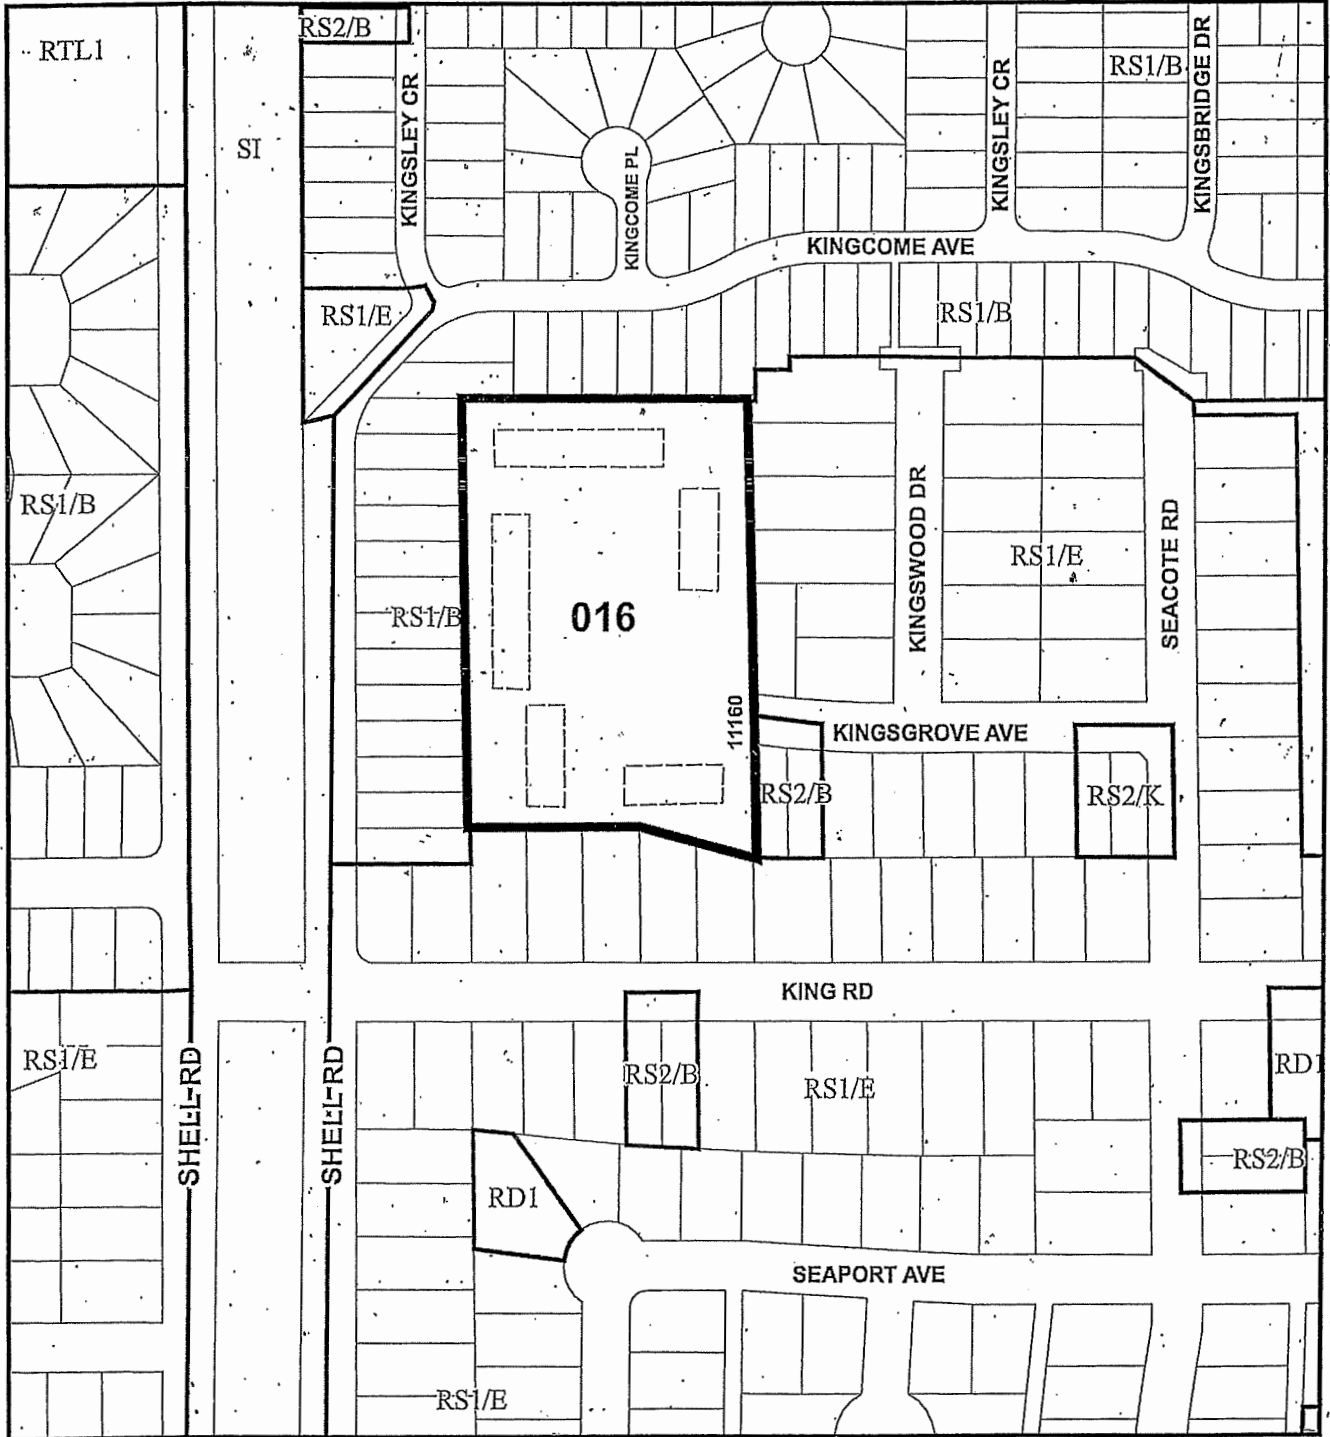 RTL1
RS2/B
SI
KINGSLEY CR
KINGCOME PL
KINGSLEY CR
RS1/B
KINGSBRIDGE DR
KINGCOME AVE
RS1/E
RS1/B
RS1/B
RS1/B
016
11160
KINGSWOOD DR
RS1/E
SEACOTE RD
KINGSGROVE AVE
RS2/B
RS2/K
KING RD
RS1/E
SHELL RD
SHELL RD
RS2/B
RS1/E
RD1
RS2/B
RD1
SEAPORT AVE
RS1/E